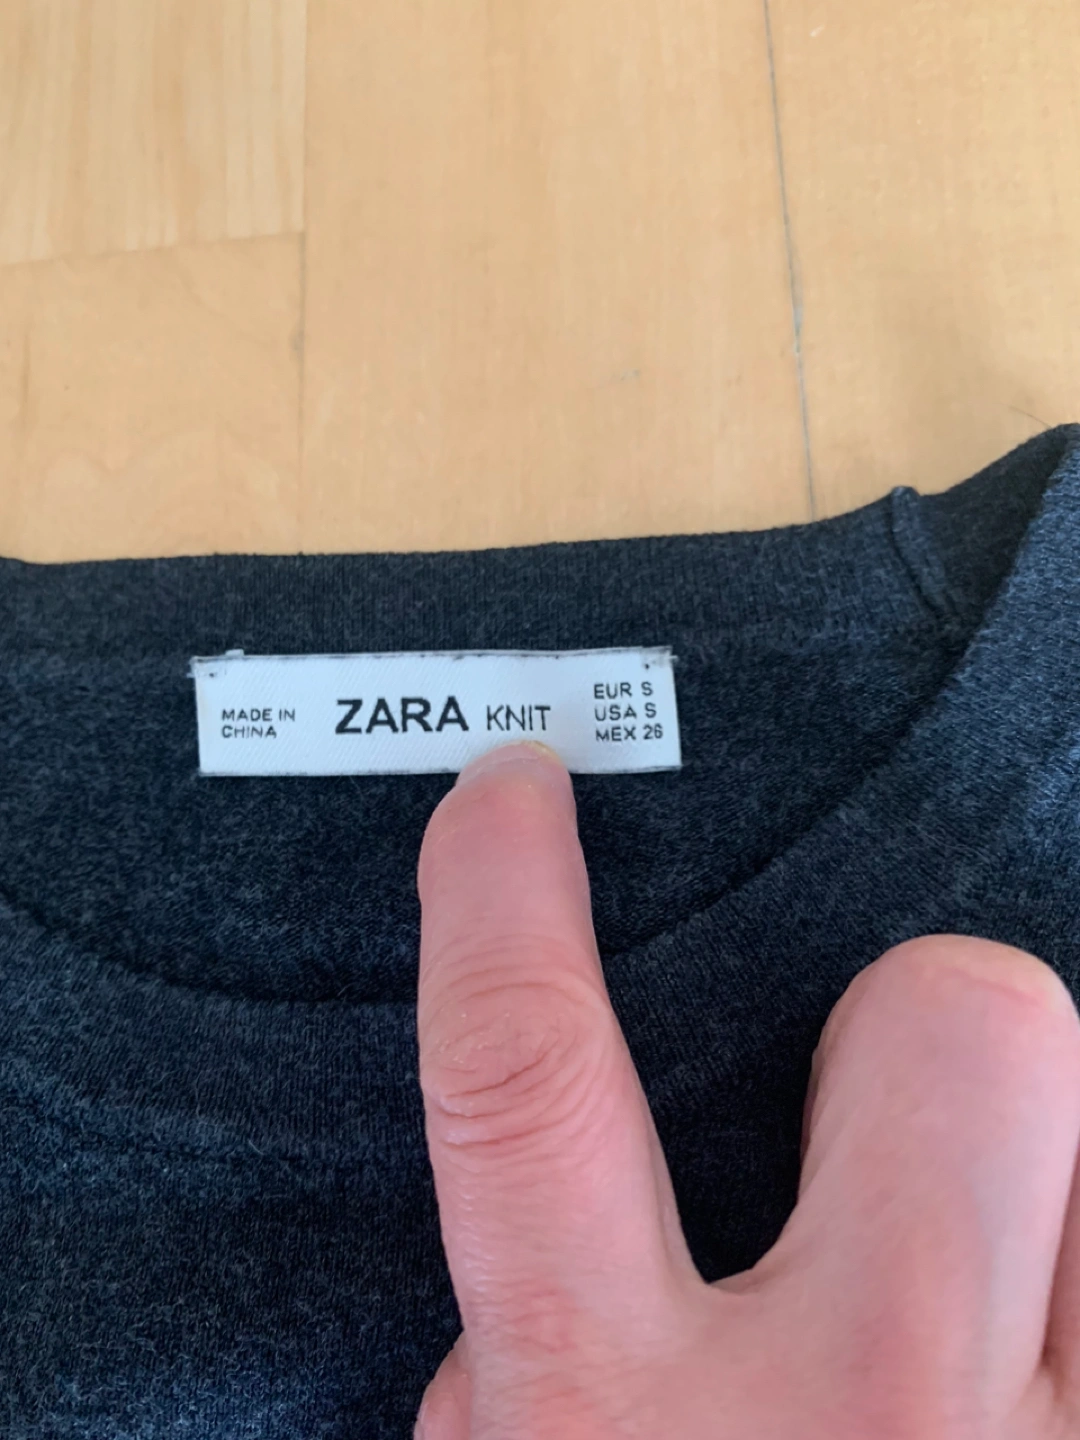 MADE IN
CHINA
ZARA KNIT
EUR S
USA S
MEX 26